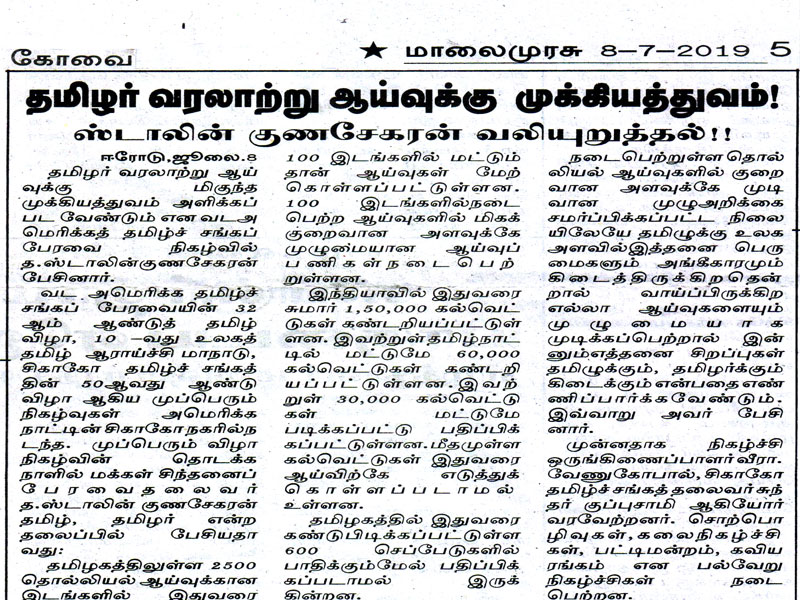 கோவை
★ மாலைமுரசு 8-7-2019 5
தமிழர் வரலாற்று ஆய்வுக்கு முக்கியத்துவம்!
ஸ்டாலின் குணசேகரன் வலியுறுத்தல்!!
ஈரோடு,ஜூலை.8
தமிழர் வரலாற்று ஆய்
வுக்கு மிகுந்த
முக்கியத்துவம் அளிக்கப்
பட வேண்டும் என வடஅ
மெரிக்கத் தமிழ்ச் சங்கப்
பேரவை நிகழ்வில்
த.ஸ்டாலின்குணசேகரன்
பேசினார்.
வட அமெரிக்க தமிழ்ச்
சங்கப் பேரவையின் 32
ஆம் ஆண்டுத் தமிழ்
விழா, 10 -வது உலகத்
தமிழ் ஆராய்ச்சி மாநாடு,
சிகாகோ தமிழ்ச் சங்கத்
தின் 50ஆவது ஆண்டு
விழா ஆகிய முப்பெரும்
நிகழ்வுகள் அமெரிக்க
நாட்டின் சிகாகோ நகரில்ந
டந்த. முப்பெரும் விழா
நிகழ்வின் தொடக்க
நாளில் மக்கள் சிந்தனைப்
பேரவைதலைவர்
த.ஸ்டாலின் குணசேகரன்
தமிழ், தமிழர் என்ற
தலைப்பில் பேசியதா
வது:
தமிழகத்திலுள்ள 2500
தொல்லியல் ஆய்வுக்கான
இடங்களில் இதுவரை
100 இடங்களில் மட்டும்
தான் ஆய்வுகள் மேற்
கொள்ளப்பட்டுள்ளன.
100 இடங்களில்நடை
பெற்ற ஆய்வுகளில் மிகக்
குறைவான அளவுக்கே
முழுமையான ஆய்வுப்
பணிகள்நடைபெற்
றுள்ளன.
இந்தியாவில் இதுவரை
சுமார் 1,50,000 கல்வெட்
டுகள் கண்டறியப்பட்டுள்
ளன. இவற்றுள் தமிழ்நாட்
டில் மட்டுமே 60,000
கல்வெட்டுகள் கண்டறி
யப்பட்டுள்ளன. இவற்
றுள் 30,000 கல்வெட்டு
கள் மட்டுமே
படிக்கப்பட்டு பதிப்பிக்
கப்பட்டுள்ளன.மீதமுள்ள
கல்வெட்டுகள் இதுவரை
ஆய்விற்கே எடுத்துக்
கொள்ளப்படாமல்
உள்ளன.
தமிழகத்தில் இதுவரை
கண்டுபிடிக்கப்பட்டுள்ள
600 செப்பேடுகளில்
பாதிக்கும்மேல் பதிப்பிக்
கப்படாமல் இருக்
கின்றன.
நடைபெற்றுள்ள தொல்
லியல் ஆய்வுகளில் குறை
வான அளவுக்கே முடி
வான முழுஅறிக்கை
சமர்ப்பிக்கப்பட்ட நிலை
யிலேயே தமிழுக்கு உலக
அளவில்இத்தனை பெரு
மைகளும் அங்கீகாரமும்
கிடைத்திருக்கிறதென்
றால் வாய்ப்பிருக்கிற
எல்லா ஆய்வுகளையும்
முழுமையாக
முடிக்கப்பெற்றால் இன்
னும்எத்தனை சிறப்புகள்
தமிழுக்கும், தமிழர்க்கும்
கிடைக்கும் என்பதை எண்
ணிப்பார்க்கவேண்டும்.
இவ்வாறு அவர் பேசி
னார்.
முன்னதாக நிகழ்ச்சி
ஒருங்கிணைப்பாளர் வீரா.
வேணுகோபால்,சிகாகோ
தமிழ்ச்சங்கத் தலைவர் சுந்
தர் குப்புசாமி ஆகியோர்
வரவேற்றனர். சொற்பொ
ழிவுகள்,கலைநிகழ்ச்சி
கள், பட்டிமன்றம், கவிய
ரங்கம் என பல்வேறு
நிகழ்ச்சிகள் நடை
பெற்றன.